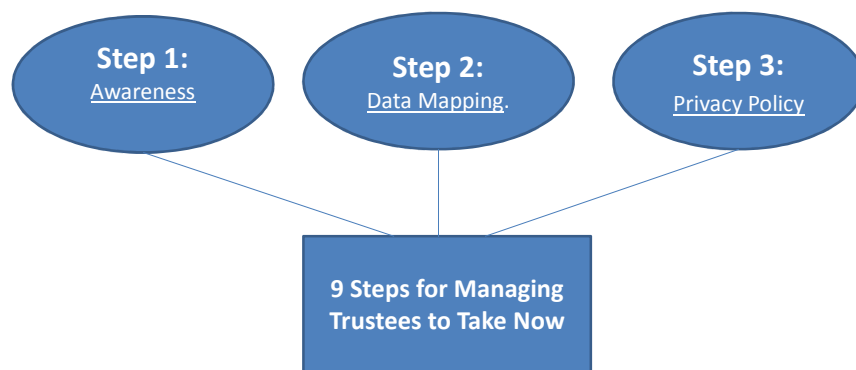 Step 1:
Awareness
Step 2:
Data Mapping.
Step 3:
Privacy Policy
9 Steps for Managing
Trustees to Take Now